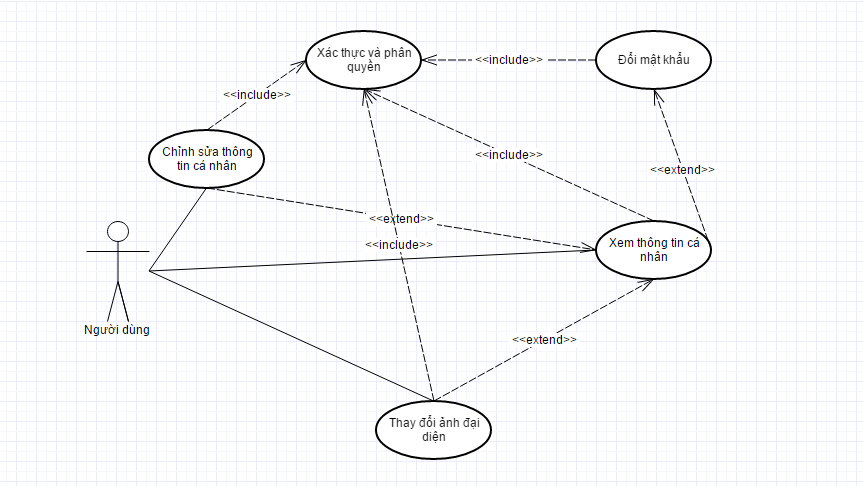 Xác thực và phân
quyền
<<include>>
Đổi mật khẩu
<<include>>
Chỉnh sửa thông
tin cá nhân
<<include>>
<<extend>>
<<extend>>
<<include>>
Xem thông tin cá
nhân
Người dùng
<<extend>>
Thay đổi ảnh đại
diện